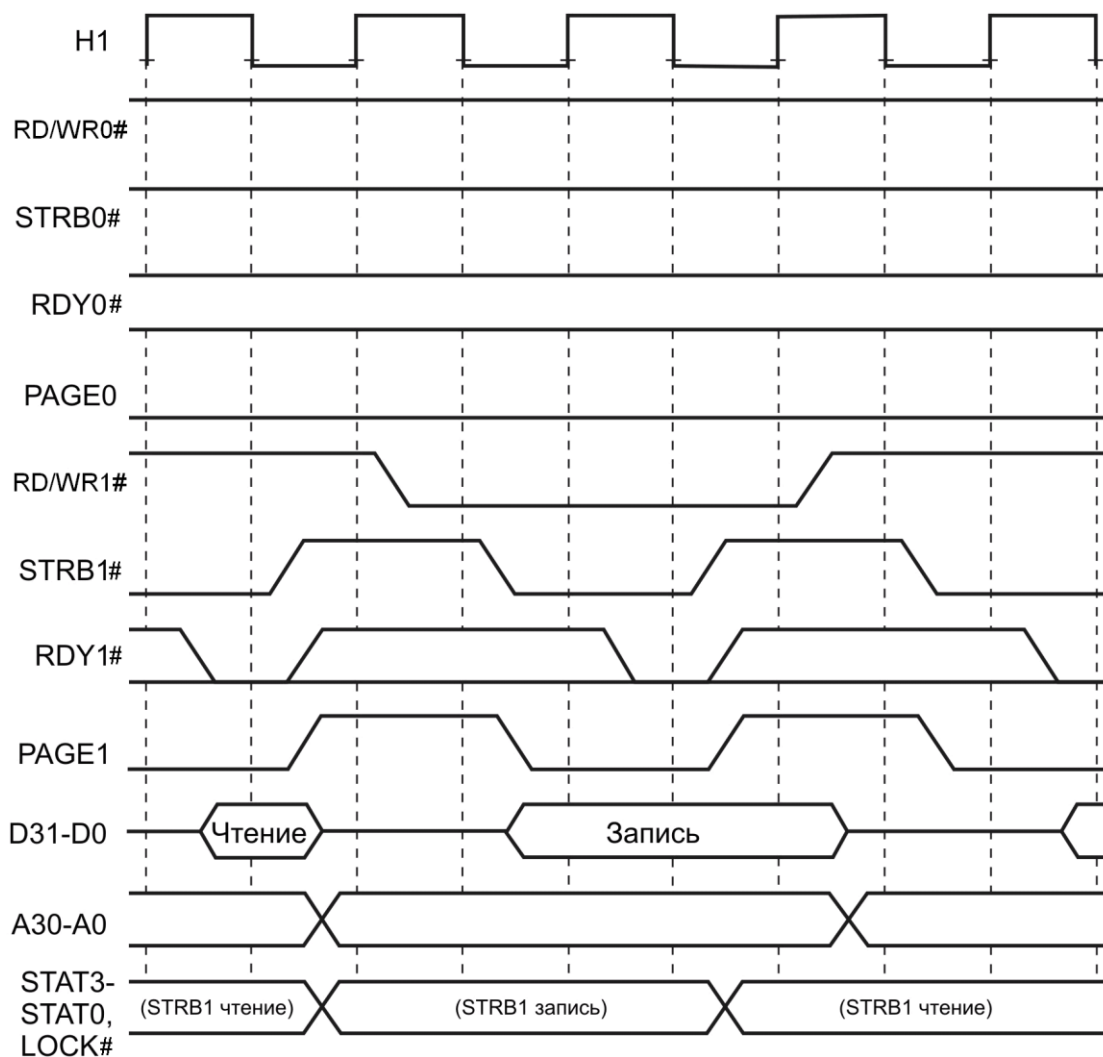 H1
RD/WR0#
STRB0#
RDY0#
PAGE0
RD/WR1#
STRB1#
RDY1#
PAGE1
D31-D0
Чтение
Запись
A30-A0
STAT3-
STAT0,
LOCK#
(STRB1 чтение)
(STRB1 запись)
(STRB1 чтение)